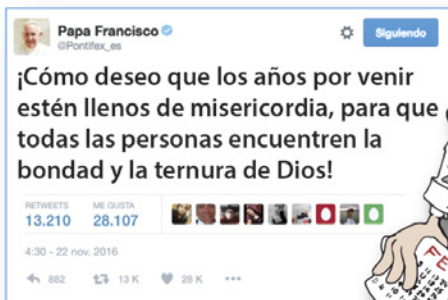 Papa Francisco
@Pontifex_es
Siguiendo
¡Cómo deseo que los años por venir
estén llenos de misericordia, para que
todas las personas encuentren la
bondad y la ternura de Dios!
RETWEETS ME GUSTA
13.210 28.107
4:30 - 22 nov. 2016
882 13 K 28 K
FE